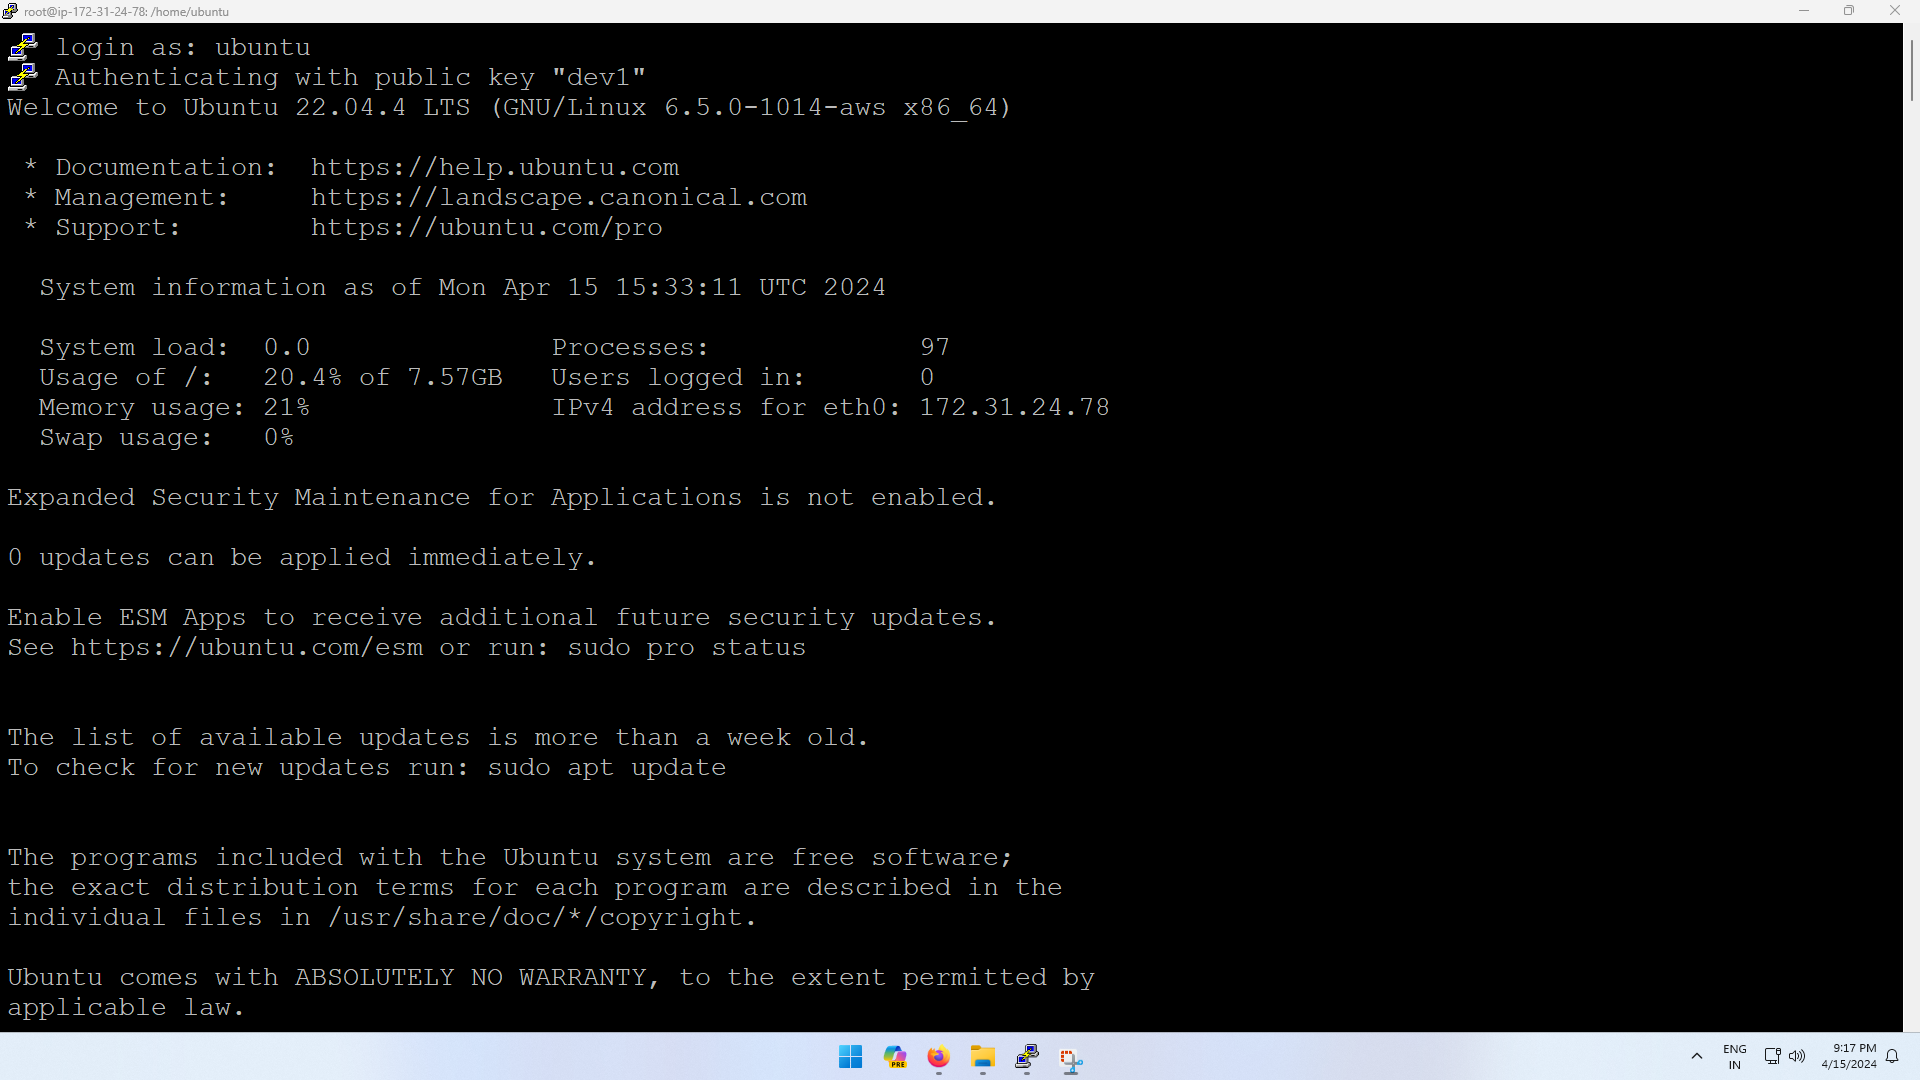 root@ip-172-31-24-78: /home/ubuntu
login as: ubuntu
Authenticating with public key "dev1"
Welcome to Ubuntu 22.04.4 LTS (GNU/Linux 6.5.0-1014-aws x86_64)
* Documentation:  https://help.ubuntu.com
* Management:     https://landscape.canonical.com
* Support:        https://ubuntu.com/pro
System information as of Mon Apr 15 15:33:11 UTC 2024
System load:  0.0               Processes:             97
Usage of /:   20.4% of 7.57GB   Users logged in:       0
Memory usage: 21%               IPv4 address for eth0: 172.31.24.78
Swap usage:   0%
Expanded Security Maintenance for Applications is not enabled.
0 updates can be applied immediately.
Enable ESM Apps to receive additional future security updates.
See https://ubuntu.com/esm or run: sudo pro status
The list of available updates is more than a week old.
To check for new updates run: sudo apt update
The programs included with the Ubuntu system are free software;
the exact distribution terms for each program are described in the
individual files in /usr/share/doc/*/copyright.
Ubuntu comes with ABSOLUTELY NO WARRANTY, to the extent permitted by
applicable law.
PRE
ENG
IN
9:17 PM
4/15/2024